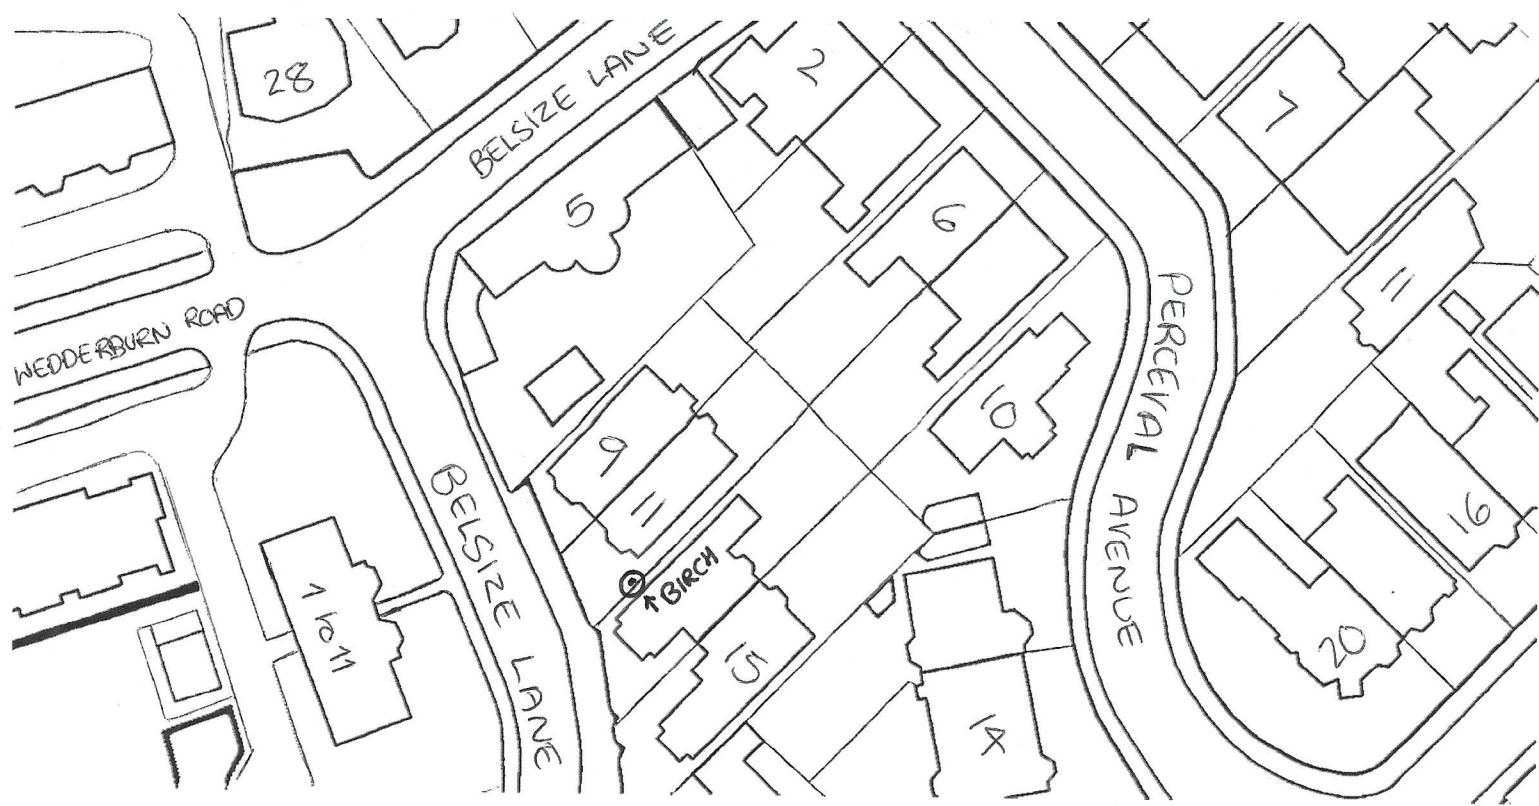 28
BELSIZE LANE
2
7
5
6
11
WEDDERBURN ROAD
PERCEVAL AVENUE
10
9
11
BELSIZE LANE
16
BIRCH
1 to 11
15
20
14